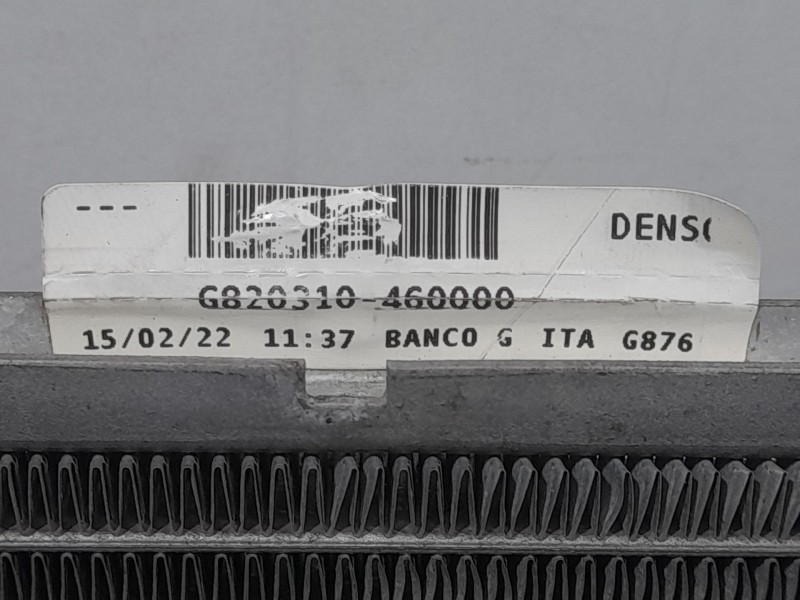 --- DENS(
G820310-460000
15/02/22 11:37 BANCO G ITA G876